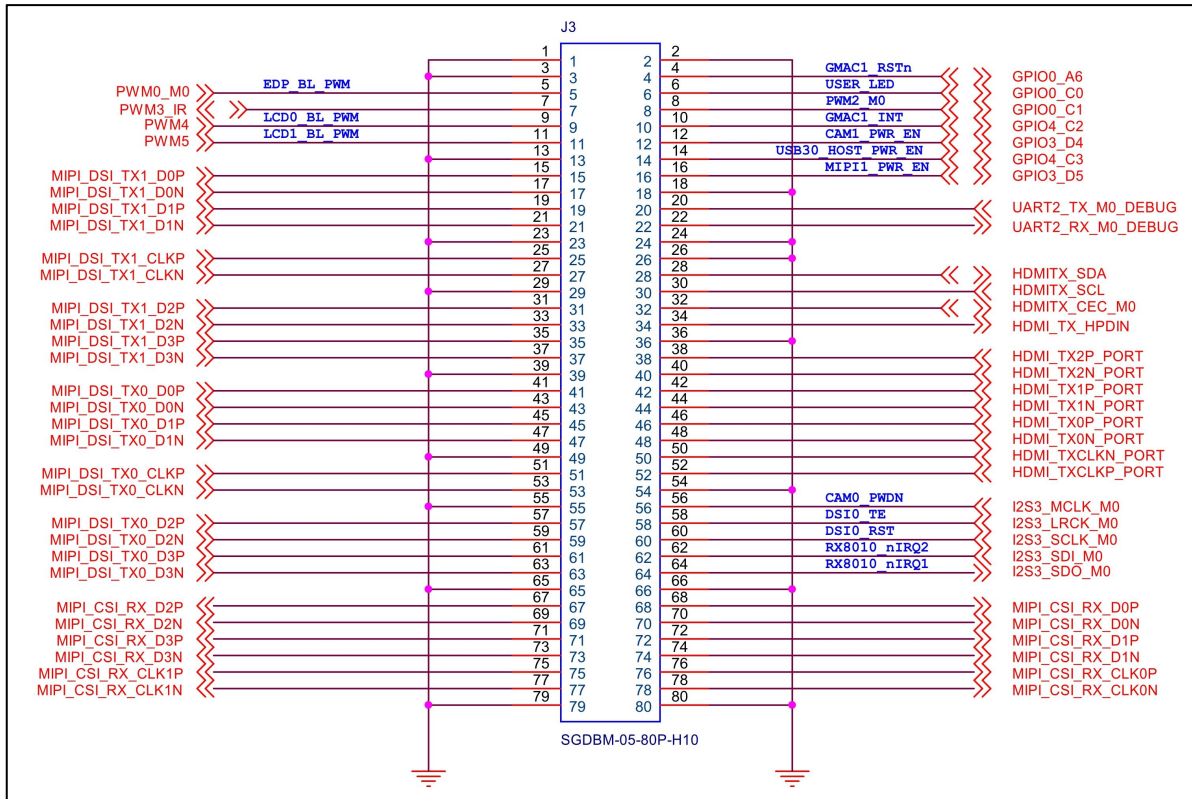 J3
1 1 2 2
3 3 4 4 GMAC1_RSTn GPIO0_A6
PWM0_M0 EDP_BL_PWM 5 5 6 6 USER_LED GPIO0_C0
PWM3_IR 7 7 8 8 PWM2_M0 GPIO0_C1
PWM4 LCD0_BL_PWM 9 9 10 10 GMAC1_INT GPIO4_C2
PWM5 LCD1_BL_PWM 11 11 12 12 CAM1_PWR_EN GPIO3_D4
13 13 14 14 USB30_HOST_PWR_EN GPIO4_C3
MIPI_DSI_TX1_D0P 15 15 16 16 MIPI1_PWR_EN GPIO3_D5
MIPI_DSI_TX1_D0N 17 17 18 18
MIPI_DSI_TX1_D1P 19 19 20 20 UART2_TX_M0_DEBUG
MIPI_DSI_TX1_D1N 21 21 22 22 UART2_RX_M0_DEBUG
23 23 24 24
MIPI_DSI_TX1_CLKP 25 25 26 26
MIPI_DSI_TX1_CLKN 27 27 28 28 HDMITX_SDA
29 29 30 30 HDMITX_SCL
MIPI_DSI_TX1_D2P 31 31 32 32 HDMITX_CEC_M0
MIPI_DSI_TX1_D2N 33 33 34 34 HDMI_TX_HPDIN
MIPI_DSI_TX1_D3P 35 35 36 36
MIPI_DSI_TX1_D3N 37 37 38 38 HDMI_TX2P_PORT
39 39 40 40 HDMI_TX2N_PORT
MIPI_DSI_TX0_D0P 41 41 42 42 HDMI_TX1P_PORT
MIPI_DSI_TX0_D0N 43 43 44 44 HDMI_TX1N_PORT
MIPI_DSI_TX0_D1P 45 45 46 46 HDMI_TX0P_PORT
MIPI_DSI_TX0_D1N 47 47 48 48 HDMI_TX0N_PORT
49 49 50 50 HDMI_TXCLKN_PORT
MIPI_DSI_TX0_CLKP 51 51 52 52 HDMI_TXCLKP_PORT
MIPI_DSI_TX0_CLKN 53 53 54 54
55 55 56 56 CAM0_PWDN I2S3_MCLK_M0
MIPI_DSI_TX0_D2P 57 57 58 58 DSI0_TE I2S3_LRCK_M0
MIPI_DSI_TX0_D2N 59 59 60 60 DSI0_RST I2S3_SCLK_M0
MIPI_DSI_TX0_D3P 61 61 62 62 RX8010_nIRQ2 I2S3_SDI_M0
MIPI_DSI_TX0_D3N 63 63 64 64 RX8010_nIRQ1 I2S3_SDO_M0
65 65 66 66
MIPI_CSI_RX_D2P 67 67 68 68 MIPI_CSI_RX_D0P
MIPI_CSI_RX_D2N 69 69 70 70 MIPI_CSI_RX_D0N
MIPI_CSI_RX_D3P 71 71 72 72 MIPI_CSI_RX_D1P
MIPI_CSI_RX_D3N 73 73 74 74 MIPI_CSI_RX_D1N
MIPI_CSI_RX_CLK1P 75 75 76 76 MIPI_CSI_RX_CLK0P
MIPI_CSI_RX_CLK1N 77 77 78 78 MIPI_CSI_RX_CLK0N
79 79 80 80
SGDBM-05-80P-H10